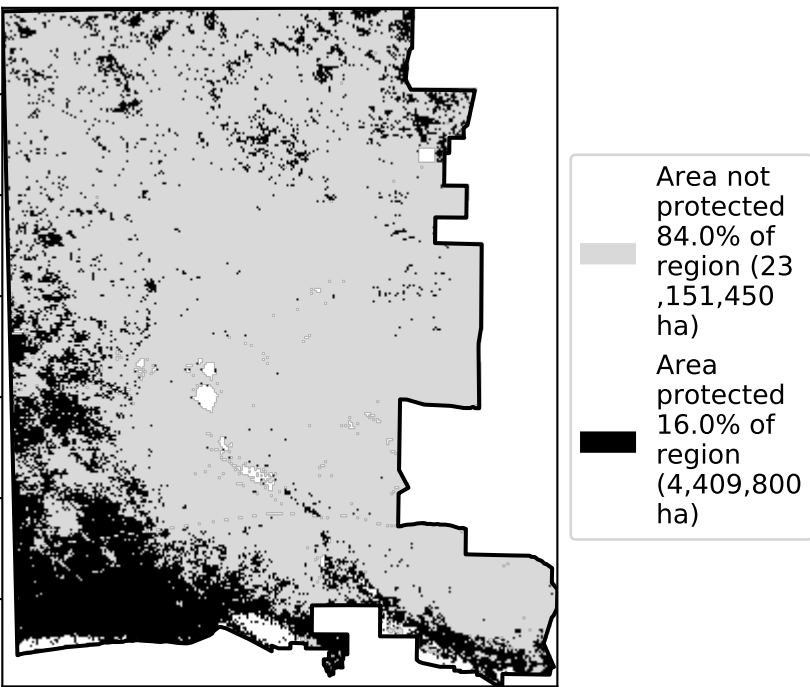 Area not
protected
84.0% of
region (23
,151,450
ha)
Area
protected
16.0% of
region
(4,409,800
ha)